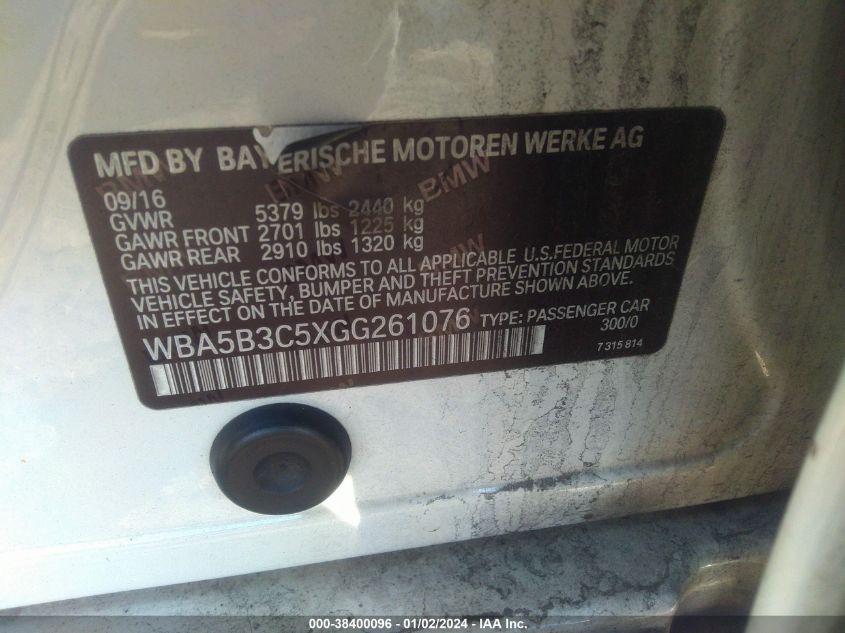 MFD BY BAYERISCHE MOTOREN WERKE AG
09/16
GVWR 5379 lbs 2440 kg
GAWR FRONT 2701 lbs 1225 kg
GAWR REAR 2910 lbs 1320 kg
THIS VEHICLE CONFORMS TO ALL APPLICABLE U.S.FEDERAL MOTOR
VEHICLE SAFETY, BUMPER AND THEFT PREVENTION STANDARDS
IN EFFECT ON THE DATE OF MANUFACTURE SHOWN ABOVE.
WBA5B3C5XGG261076 TYPE: PASSENGER CAR
300/0
7 315 814
000-38400096 - 01/02/2024 - IAA Inc.